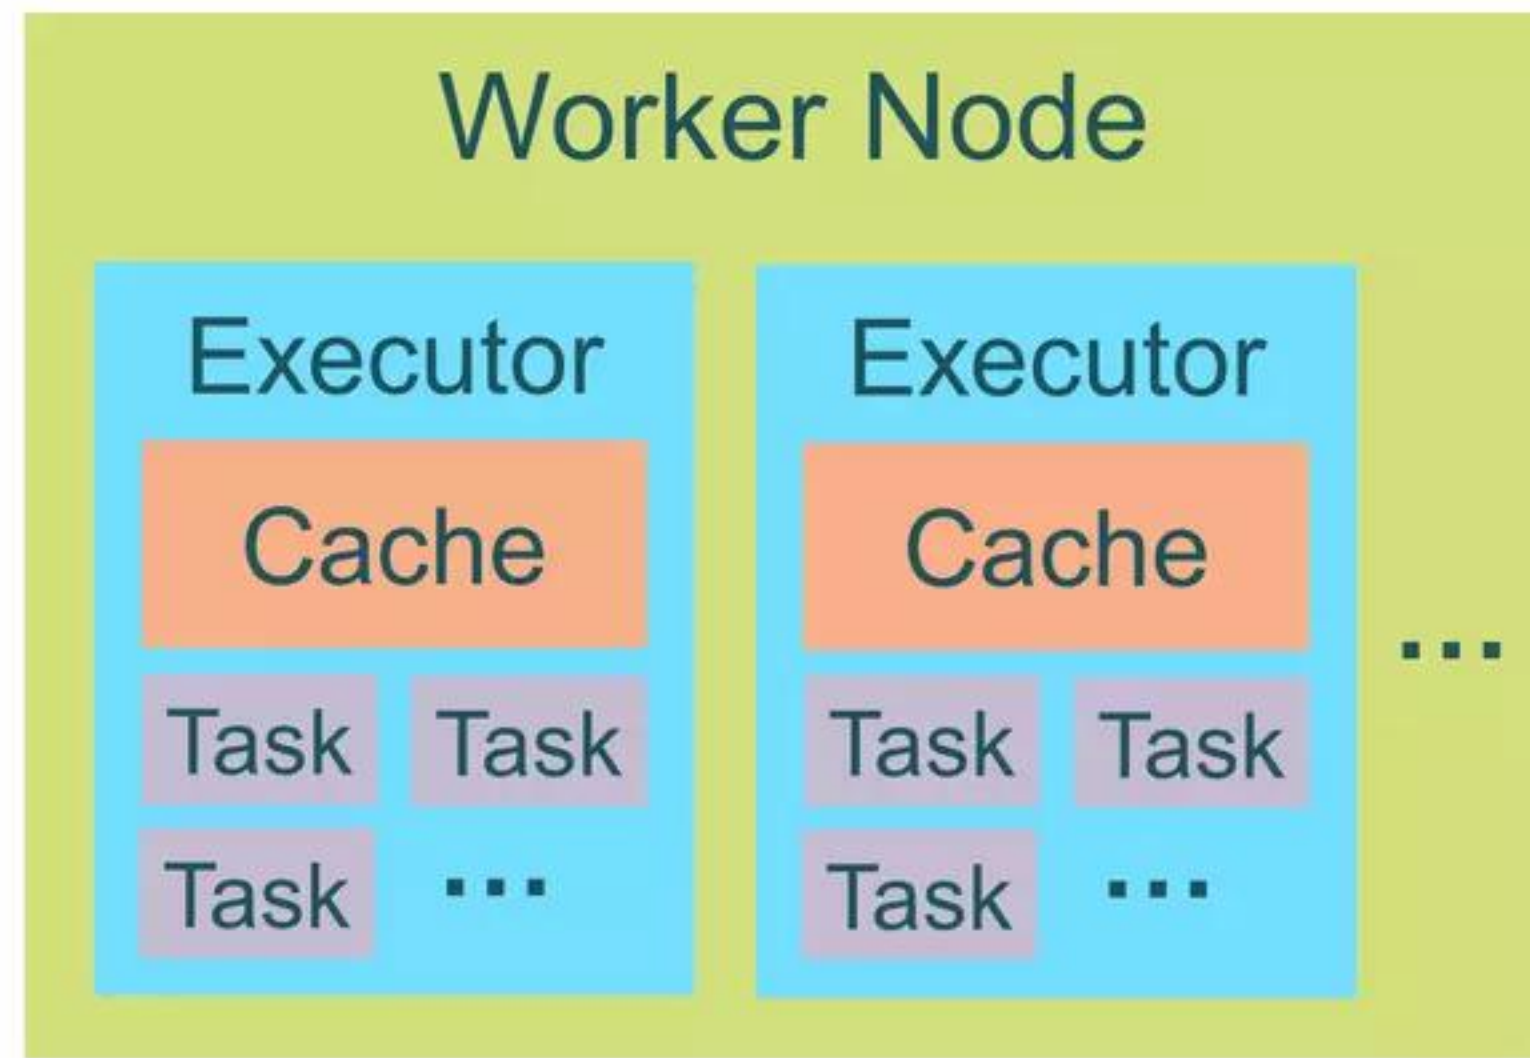 Worker Node
Executor
Cache
Task Task
Task ...
Executor
Cache
Task Task
Task ...
...